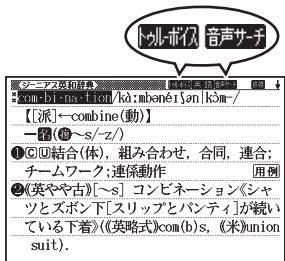 トゥルーボイス 音声サーチ
ジーニアス英和辞典
com·bi·na·tion/kὰːmbənéɪʃən|kɔ̀m-/
【[派]←combine(動)】
━名(複～s/-z/)
❶ⒸⓊ結合(体), 組み合わせ, 合同, 連合;
チームワーク;連係動作 用例
❷《英やや古》[～s] コンビネーション《シャ
ツとズボン下[スリップとパンティ]が続い
ている下着》(《英略式》com(b)s, 《米》union
suit).